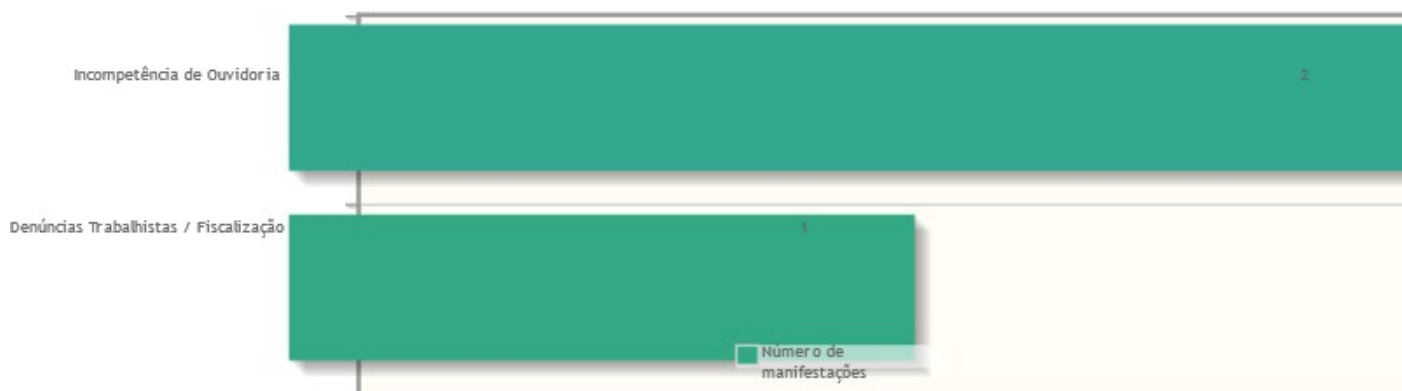 Incompetência de Ouvidoria
2
Denúncias Trabalhistas / Fiscalização
1
Número de
manifestações